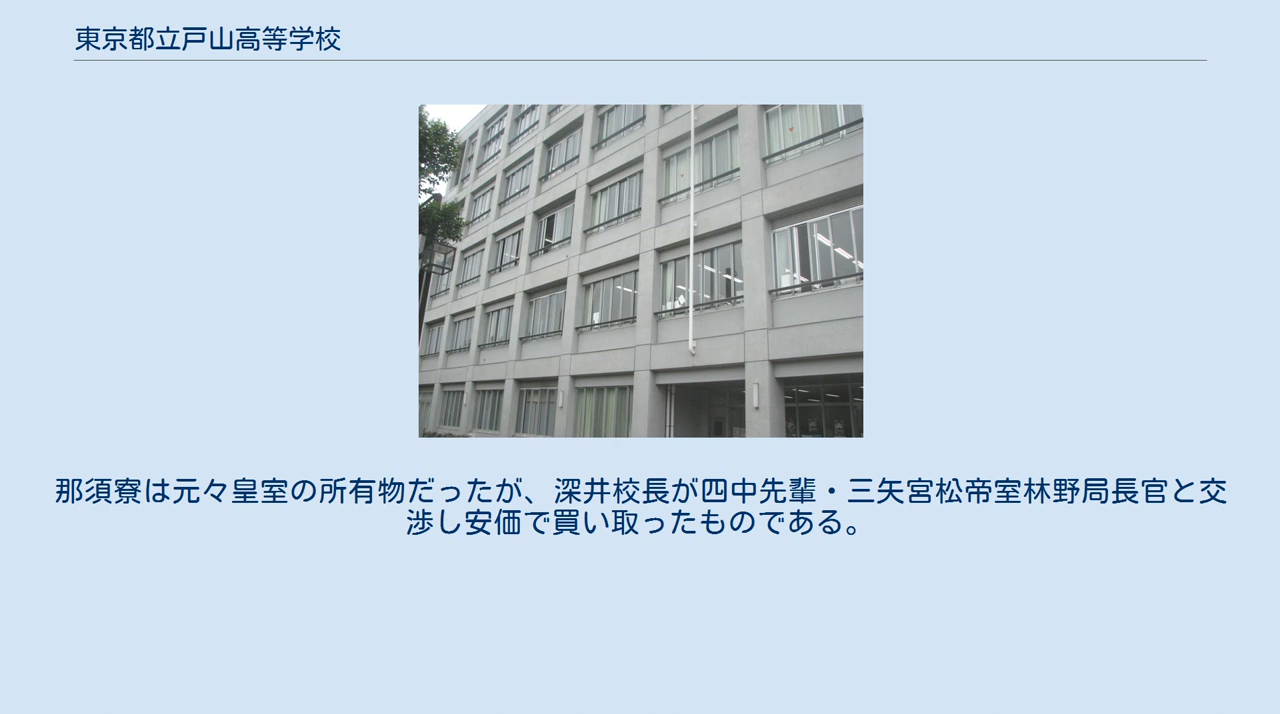 東京都立戸山高等学校
那須寮は元々皇室の所有物だったが、深井校長が四中先輩・三矢宮松帝室林野局長官と交
渉し安価で買い取ったものである。